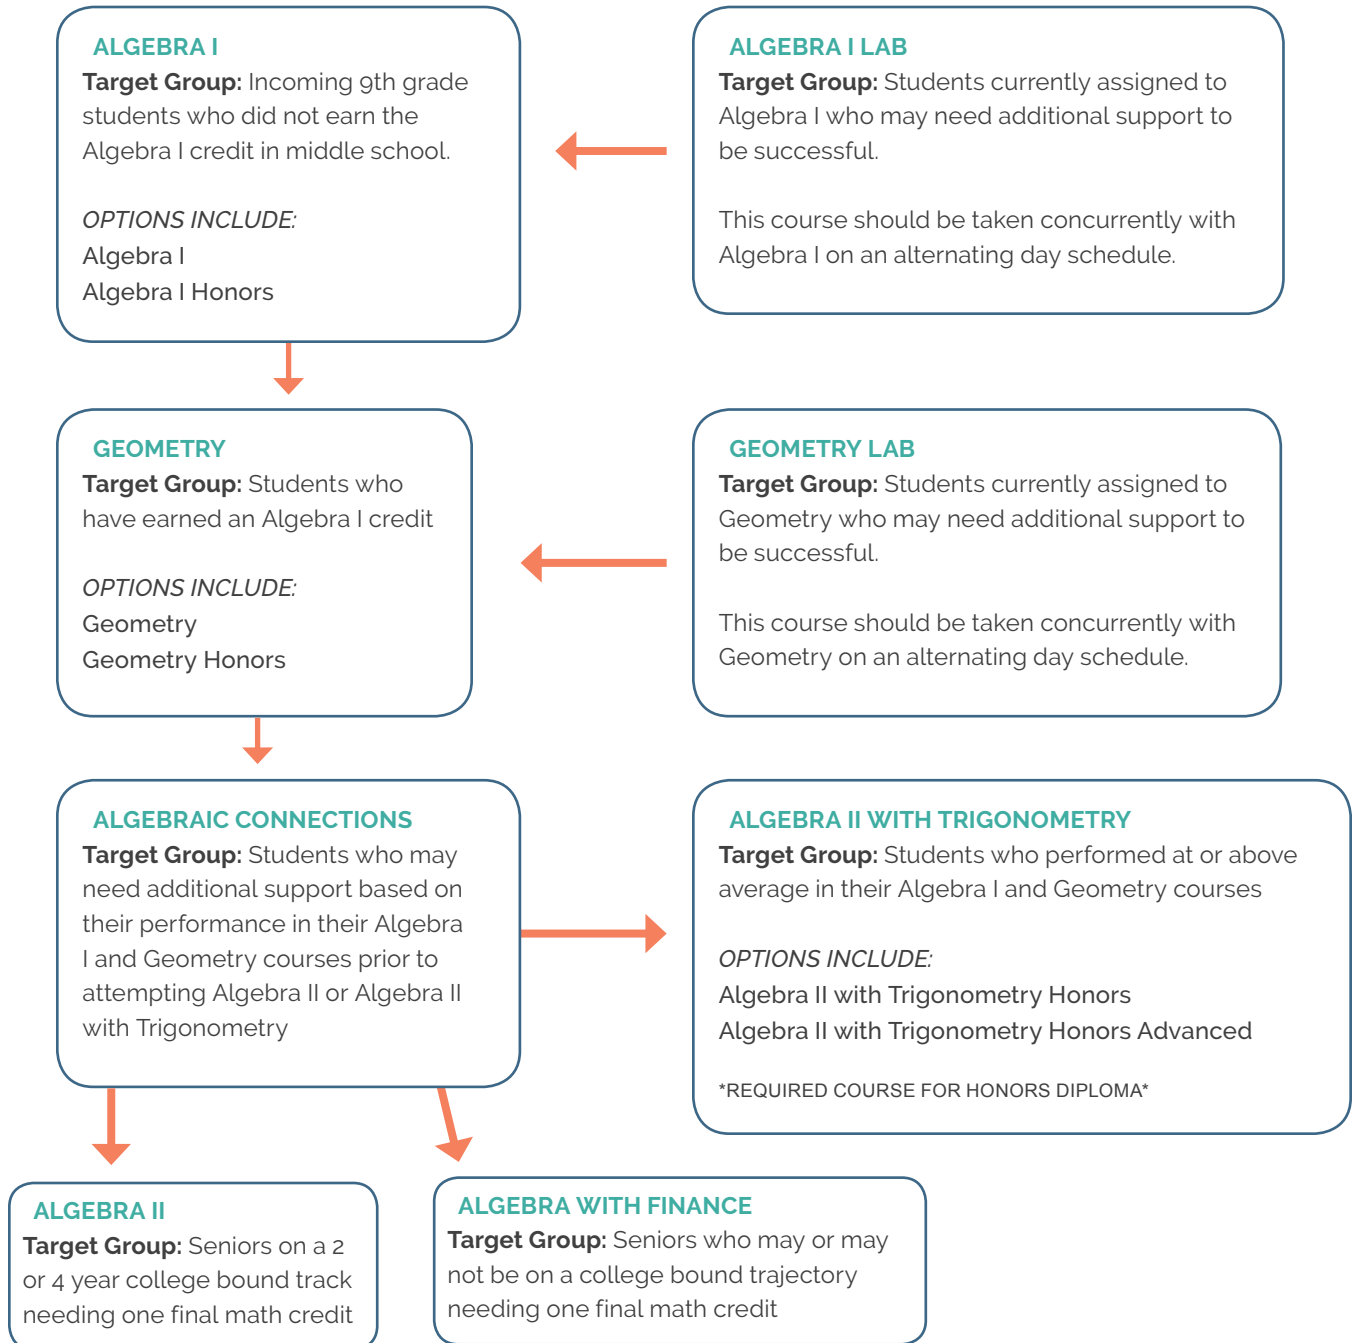 ALGEBRA I
Target Group: Incoming 9th grade
students who did not earn the
Algebra I credit in middle school.
OPTIONS INCLUDE:
Algebra I
Algebra I Honors
ALGEBRA I LAB
Target Group: Students currently assigned to
Algebra I who may need additional support to
be successful.
This course should be taken concurrently with
Algebra I on an alternating day schedule.
GEOMETRY
Target Group: Students who
have earned an Algebra I credit
OPTIONS INCLUDE:
Geometry
Geometry Honors
GEOMETRY LAB
Target Group: Students currently assigned to
Geometry who may need additional support to
be successful.
This course should be taken concurrently with
Geometry on an alternating day schedule.
ALGEBRAIC CONNECTIONS
Target Group: Students who may
need additional support based on
their performance in their Algebra
I and Geometry courses prior to
attempting Algebra II or Algebra II
with Trigonometry
ALGEBRA II WITH TRIGONOMETRY
Target Group: Students who performed at or above
average in their Algebra I and Geometry courses
OPTIONS INCLUDE:
Algebra II with Trigonometry Honors
Algebra II with Trigonometry Honors Advanced
*REQUIRED COURSE FOR HONORS DIPLOMA*
ALGEBRA II
Target Group: Seniors on a 2
or 4 year college bound track
needing one final math credit
ALGEBRA WITH FINANCE
Target Group: Seniors who may or may
not be on a college bound trajectory
needing one final math credit